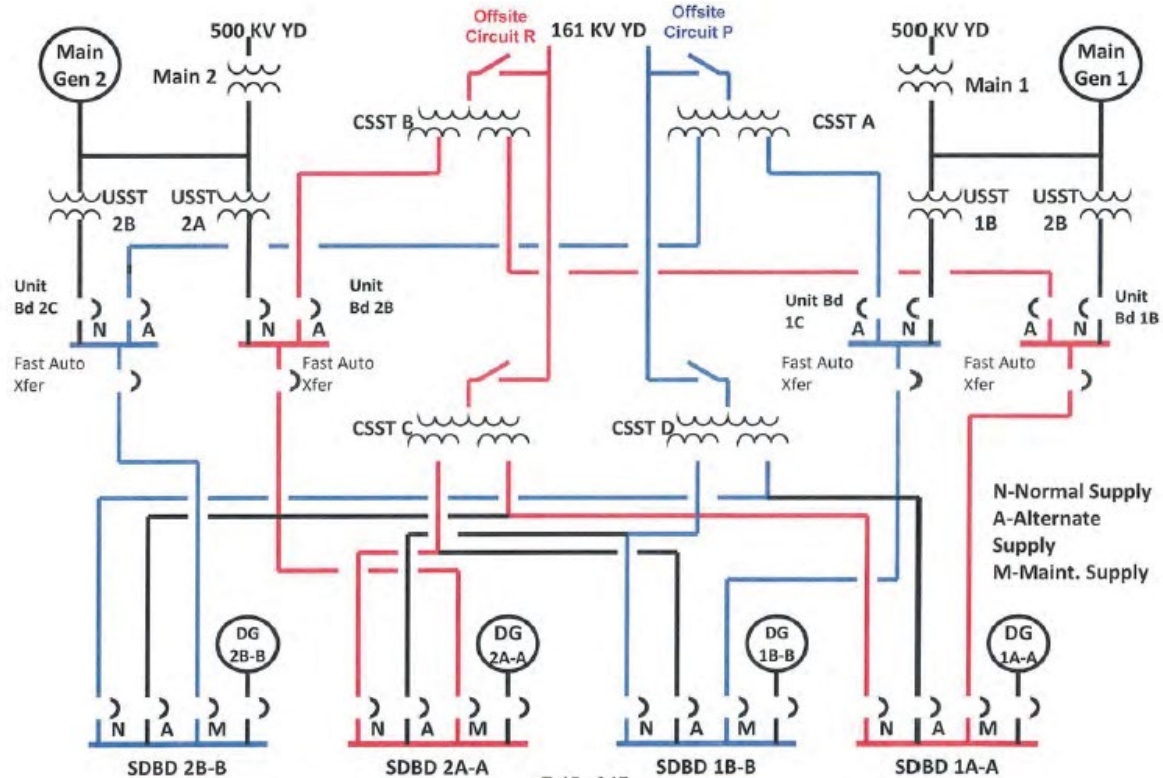 Offsite
Circuit R
161 KV YD
Offsite
Circuit P
500 KV YD
500 KV YD
Main
Gen 2
Main 2
Main 1
Main
Gen 1
CSST B
CSST A
USST
2B
USST
2A
USST
1B
USST
2B
Unit
Bd 2C
N
A
Unit
Bd 2B
N
A
Unit Bd
1C
A
N
Unit
Bd 1B
A
N
Fast Auto
Xfer
Fast Auto
Xfer
Fast Auto
Xfer
Fast Auto
Xfer
CSST C
CSST D
N-Normal Supply
A-Alternate
Supply
M-Maint. Supply
DG
2B-B
DG
2A-A
DG
1B-B
DG
1A-A
N A M
N A M
N A M
N A M
SDBD 2B-B
SDBD 2A-A
SDBD 1B-B
SDBD 1A-A